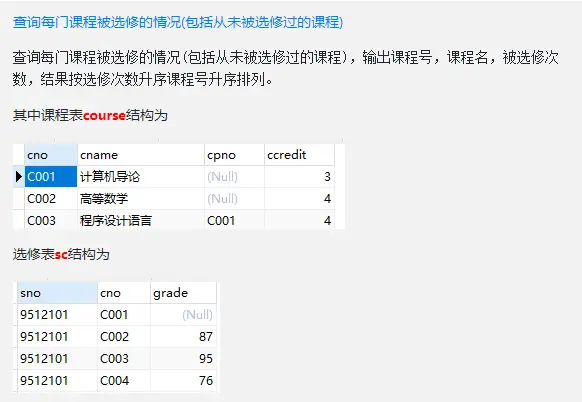 查询每门课程被选修的情况(包括从未被选修过的课程)
查询每门课程被选修的情况(包括从未被选修过的课程)，输出课程号，课程名，被选修次
数，结果按选修次数升序课程号升序排列。
其中课程表course结构为
cno cname cpno ccredit
C001 计算机导论 (Null) 3
C002 高等数学 (Null) 4
C003 程序设计语言 C001 4
选修表sc结构为
sno cno grade
9512101 C001 (Null)
9512101 C002 87
9512101 C003 95
9512101 C004 76